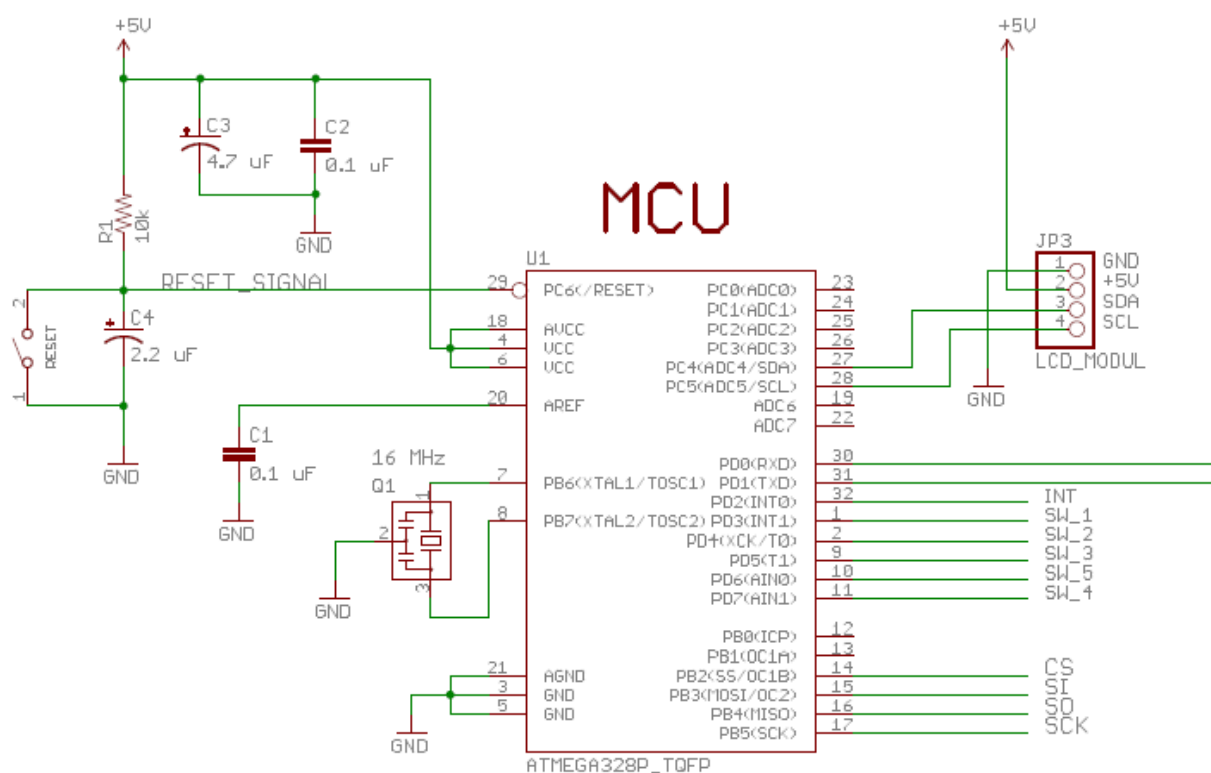 +5V
+5V
C3
4.7 uF
C2
0.1 uF
GND
R1
10k
MCU
RESET_SIGNAL
2
RESET
1
C4
2.2 uF
GND
C1
0.1 uF
GND
16 MHz
Q1
1
2
3
GND
GND
U1
29 PC6(/RESET)
18 AVCC
4 VCC
6 VCC
20 AREF
7 PB6(XTAL1/TOSC1)
8 PB7(XTAL2/TOSC2)
21 AGND
3 GND
5 GND
PC0(ADC0) 23
PC1(ADC1) 24
PC2(ADC2) 25
PC3(ADC3) 26
PC4(ADC4/SDA) 27
PC5(ADC5/SCL) 28
ADC6 19
ADC7 22
PD0(RXD) 30
PD1(TXD) 31
PD2(INT0) 32 INT
PD3(INT1) 1 SW_1
PD4(XCK/T0) 2 SW_2
PD5(T1) 9 SW_3
PD6(AIN0) 10 SW_5
PD7(AIN1) 11 SW_4
PB0(ICP) 12
PB1(OC1A) 13
PB2(SS/OC1B) 14 CS
PB3(MOSI/OC2) 15 SI
PB4(MISO) 16 SO
PB5(SCK) 17 SCK
ATMEGA328P_TQFP
JP3
1 GND
2 +5V
3 SDA
4 SCL
LCD_MODUL
GND